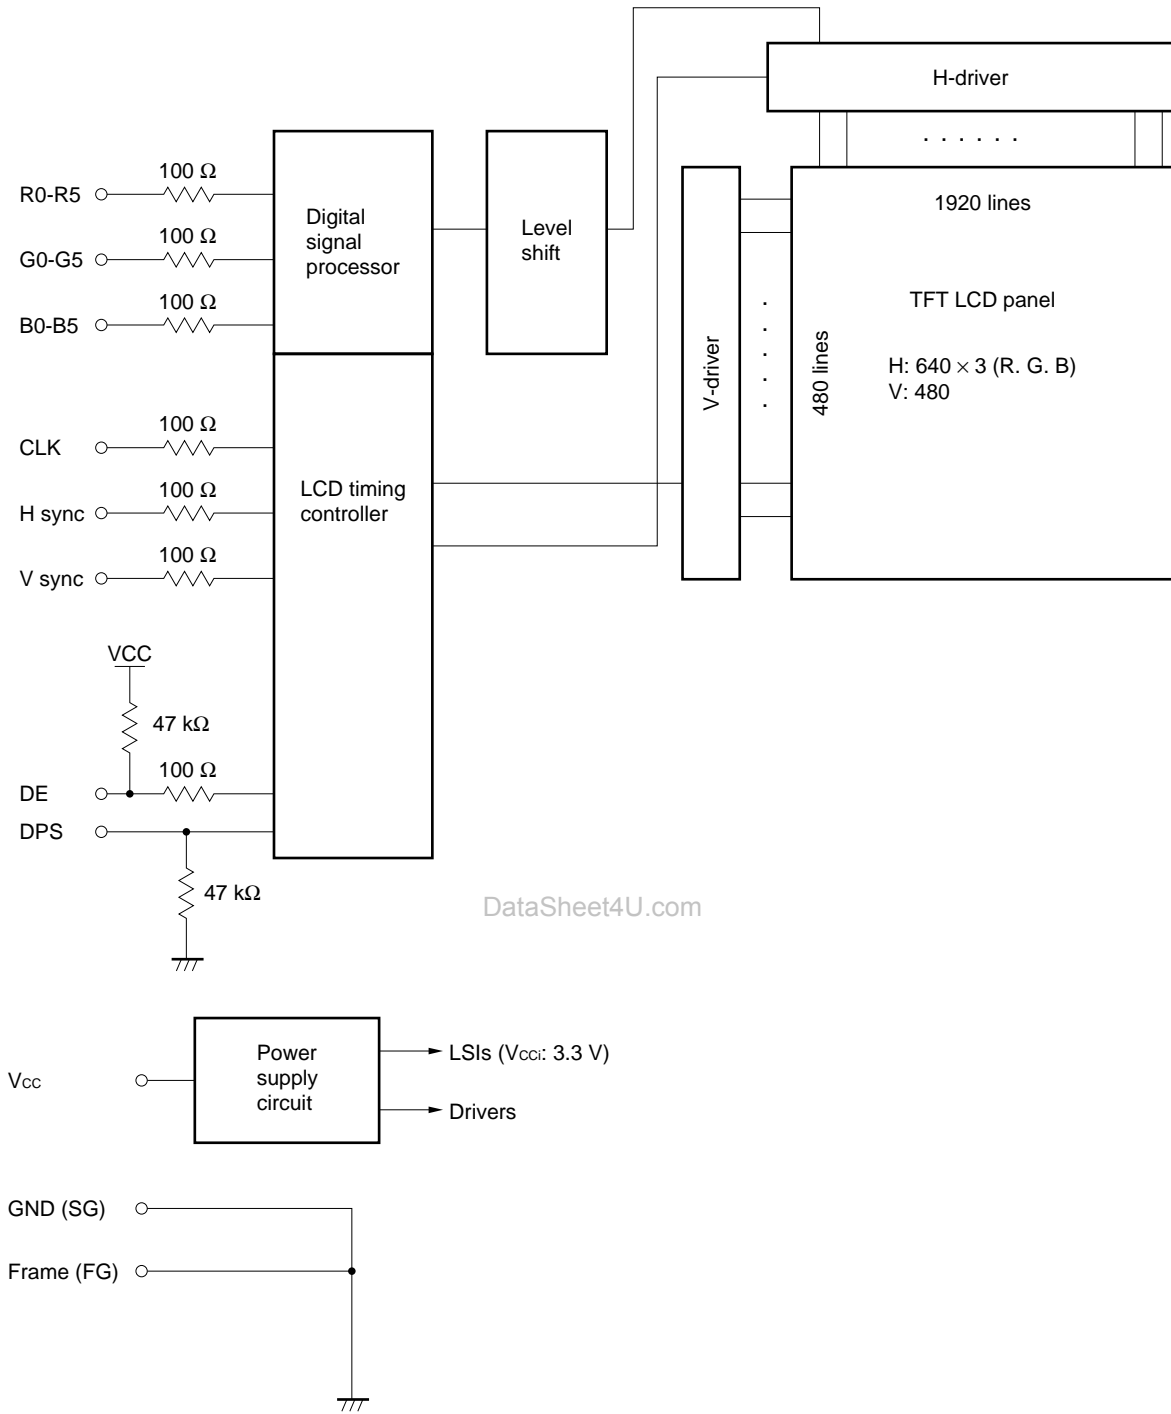 H-driver
. . . . . .
100 Ω
R0-R5
100 Ω
G0-G5
100 Ω
B0-B5
Digital
signal
processor
Level
shift
1920 lines
TFT LCD panel
H: 640 × 3 (R. G. B)
V: 480
V-driver
480 lines
100 Ω
CLK
100 Ω
H sync
100 Ω
V sync
LCD timing
controller
VCC
47 kΩ
100 Ω
DE
DPS
47 kΩ
DataSheet4U.com
Vcc
Power
supply
circuit
LSIs (Vcci: 3.3 V)
Drivers
GND (SG)
Frame (FG)